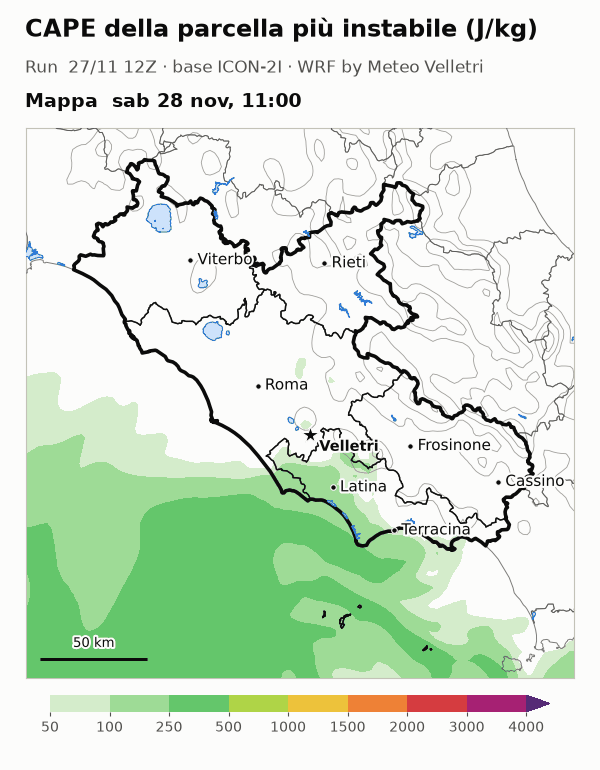 CAPE della parcella più instabile (J/kg)
Run 27/11 12Z · base ICON-2I · WRF by Meteo Velletri
Mappa sab 28 nov, 11:00
Viterbo
Rieti
Roma
Velletri
Frosinone
Latina
Cassino
Terracina
50 km
50 100 250 500 1000 1500 2000 3000 4000